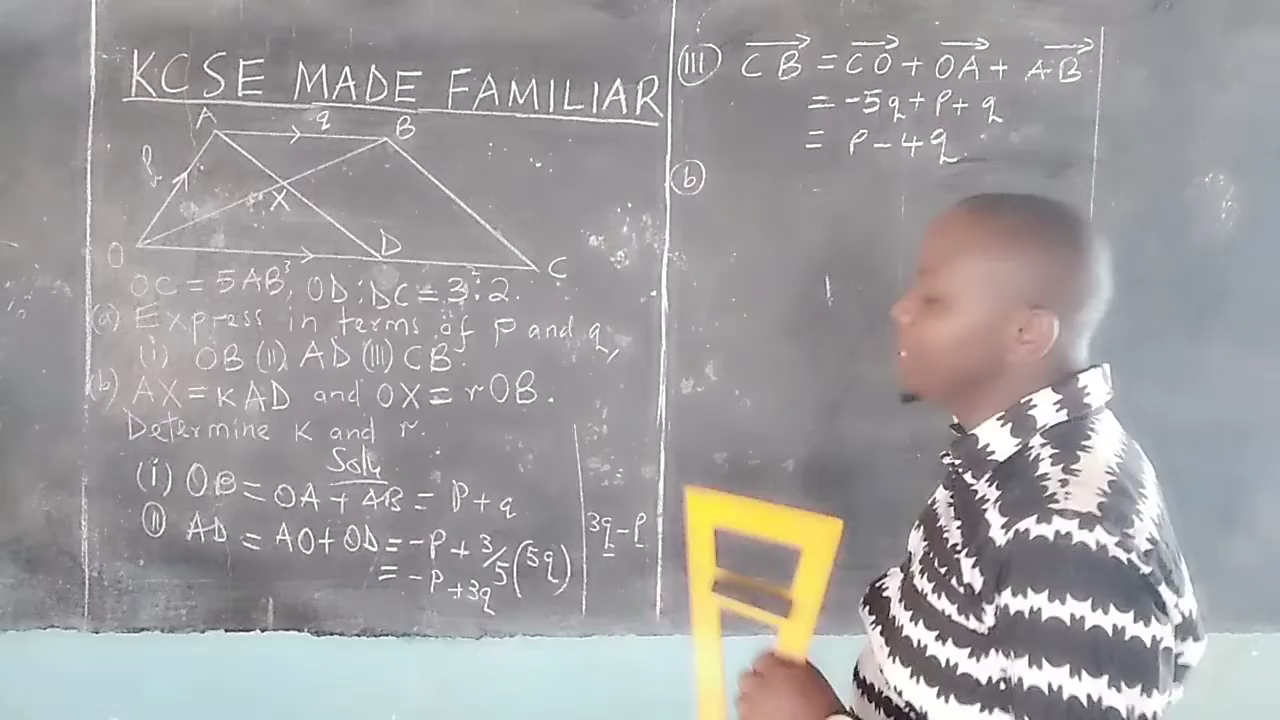 KCSE MADE FAMILIAR
A q B
P
X
O D C
OC = 5AB, OD:DC = 3:2.
(a) Express in terms of p and q,
(i) OB (ii) AD (iii) CB
(b) AX = KAD and OX = rOB.
Determine K and r.
Soln
(i) OB = OA + AB = P + q
(ii) AD = AO + OD = -P + 3/5(5q)
= -P + 3q
3q - P
(iii) CB = CO + OA + AB
= -5q + P + q
= P - 4q
(b)